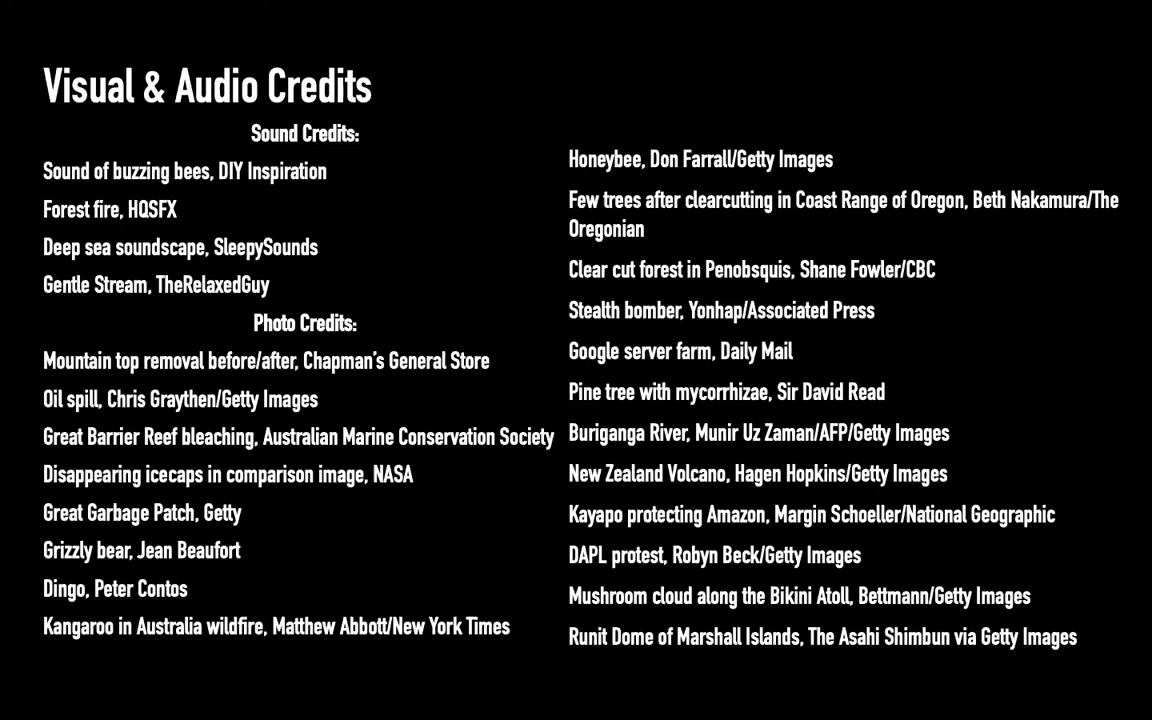 Visual & Audio Credits
Sound Credits:
Sound of buzzing bees, DIY Inspiration
Forest fire, HQSFX
Deep sea soundscape, SleepySounds
Gentle Stream, TheRelaxedGuy
Photo Credits:
Mountain top removal before/after, Chapman’s General Store
Oil spill, Chris Graythen/Getty Images
Great Barrier Reef bleaching, Australian Marine Conservation Society
Disappearing icecaps in comparison image, NASA
Great Garbage Patch, Getty
Grizzly bear, Jean Beaufort
Dingo, Peter Contos
Kangaroo in Australia wildfire, Matthew Abbott/New York Times
Honeybee, Don Farrall/Getty Images
Few trees after clearcutting in Coast Range of Oregon, Beth Nakamura/The
Oregonian
Clear cut forest in Penobsquis, Shane Fowler/CBC
Stealth bomber, Yonhap/Associated Press
Google server farm, Daily Mail
Pine tree with mycorrhizae, Sir David Read
Buriganga River, Munir Uz Zaman/AFP/Getty Images
New Zealand Volcano, Hagen Hopkins/Getty Images
Kayapo protecting Amazon, Margin Schoeller/National Geographic
DAPL protest, Robyn Beck/Getty Images
Mushroom cloud along the Bikini Atoll, Bettmann/Getty Images
Runit Dome of Marshall Islands, The Asahi Shimbun via Getty Images